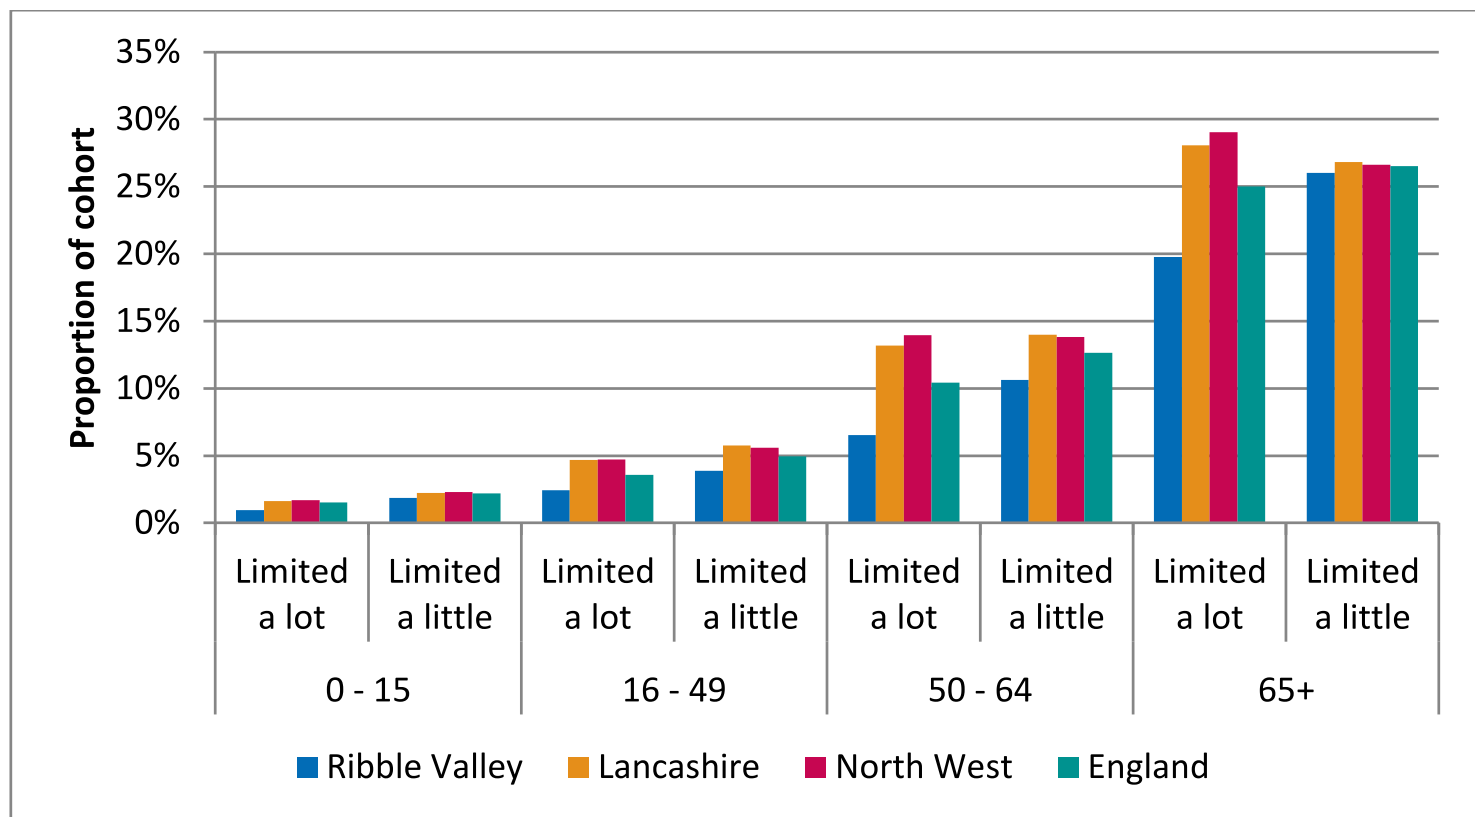 35%
30%
25%
20%
15%
10%
5%
0%
Proportion of cohort
Limited a lot
Limited a little
Limited a lot
Limited a little
Limited a lot
Limited a little
Limited a lot
Limited a little
0 - 15
16 - 49
50 - 64
65+
Ribble Valley
Lancashire
North West
England